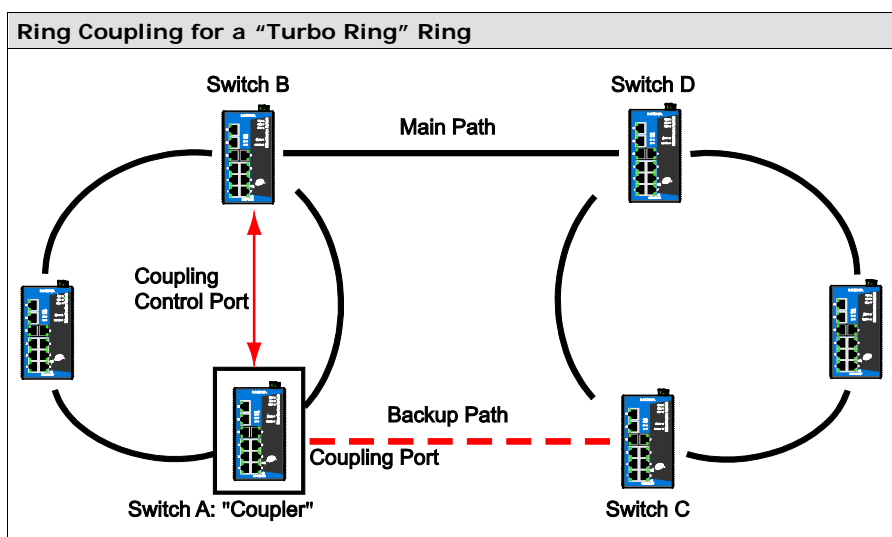 Ring Coupling for a “Turbo Ring” Ring
Switch B
Switch D
Main Path
Coupling
Control Port
Backup Path
Coupling Port
Switch A: "Coupler"
Switch C